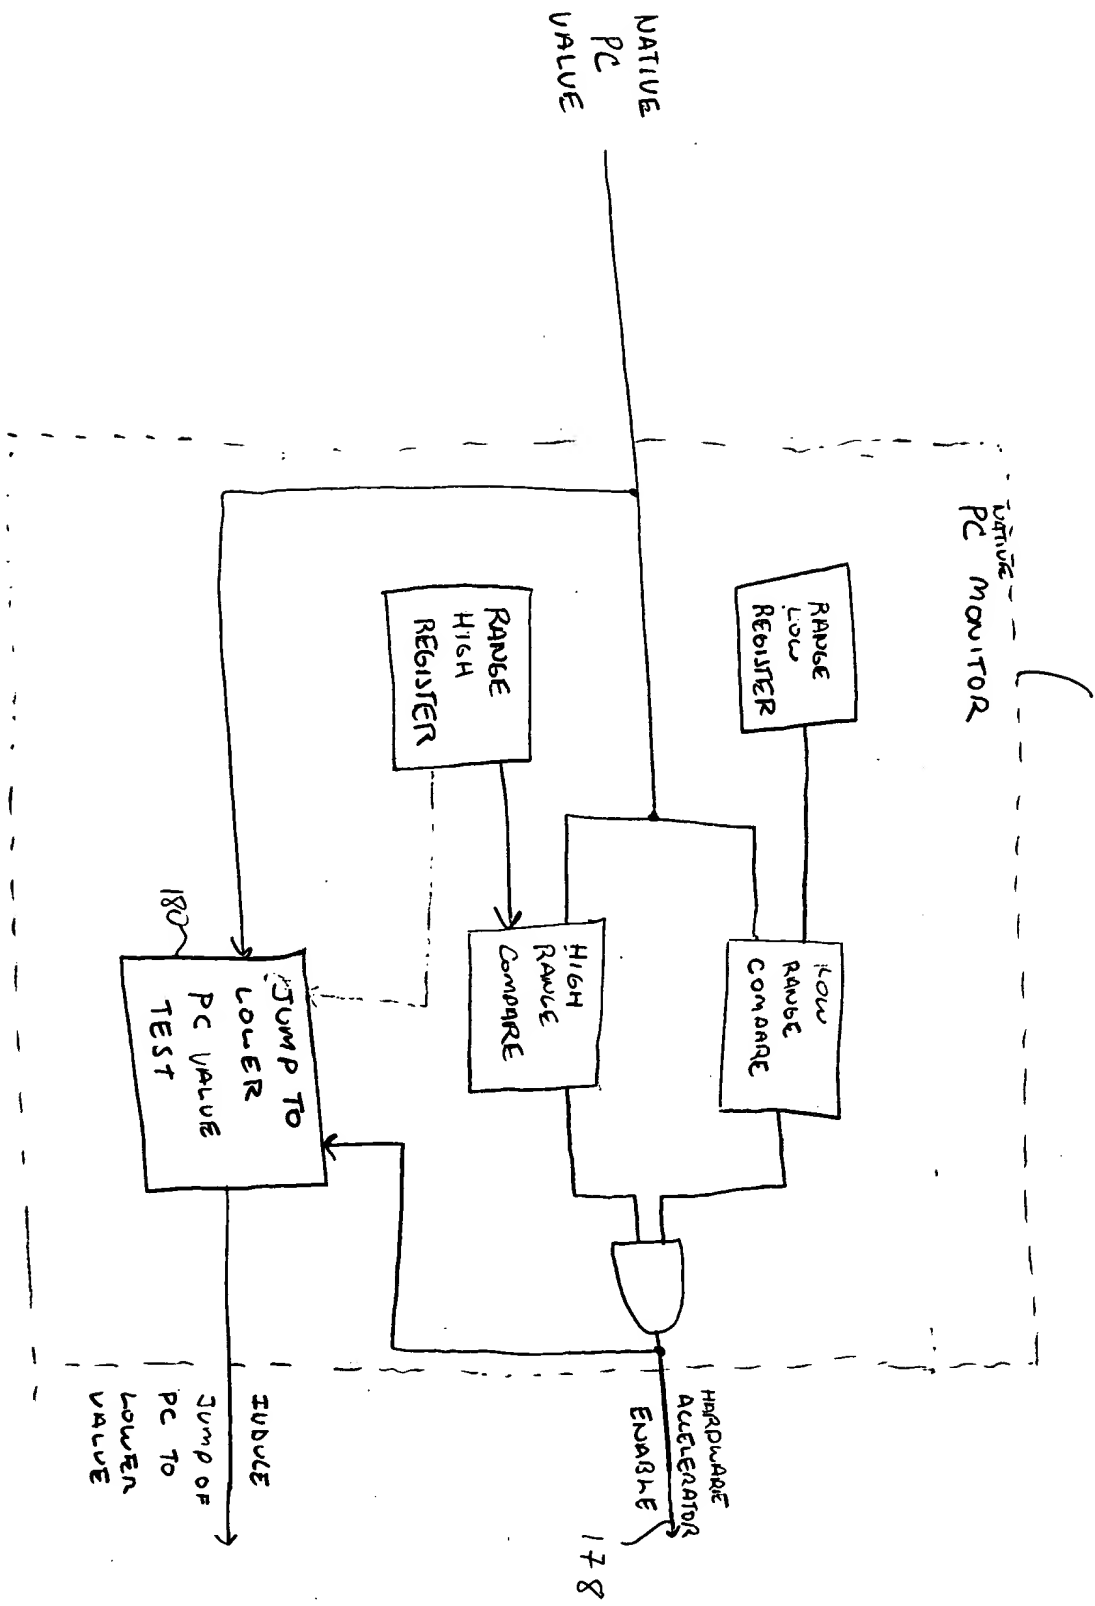 NATIVE
PC
VALUE
NATIVE
PC MONITOR
RANGE
LOW
REGISTER
RANGE
HIGH
REGISTER
LOW
RANGE
COMPARE
HIGH
RANGE
COMPARE
180
JUMP TO
LOWER
PC VALUE
TEST
HARDWARE
ACCELERATOR
ENABLE
178
INDUCE
JUMP OF
PC TO
LOWER
VALUE